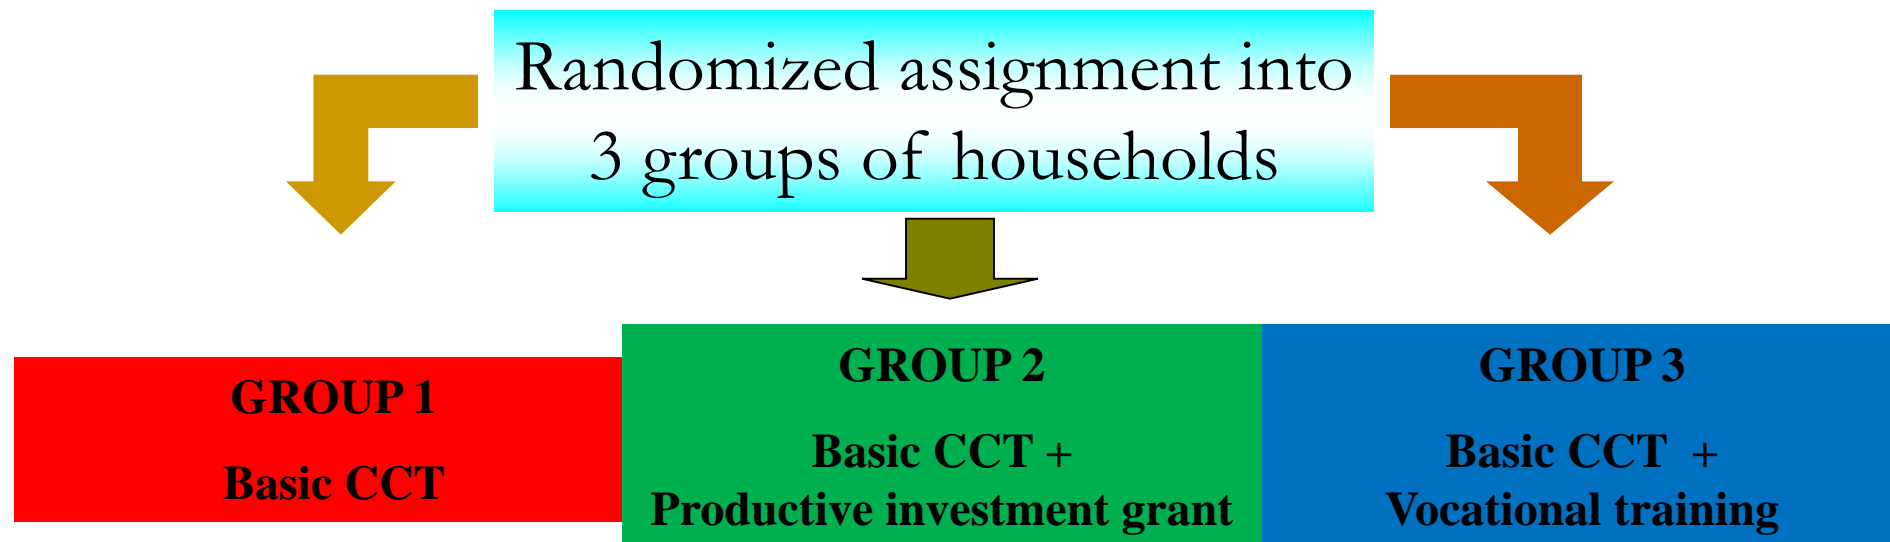 Randomized assignment into
3 groups of households
GROUP 1
Basic CCT
GROUP 2
Basic CCT +
Productive investment grant
GROUP 3
Basic CCT +
Vocational training